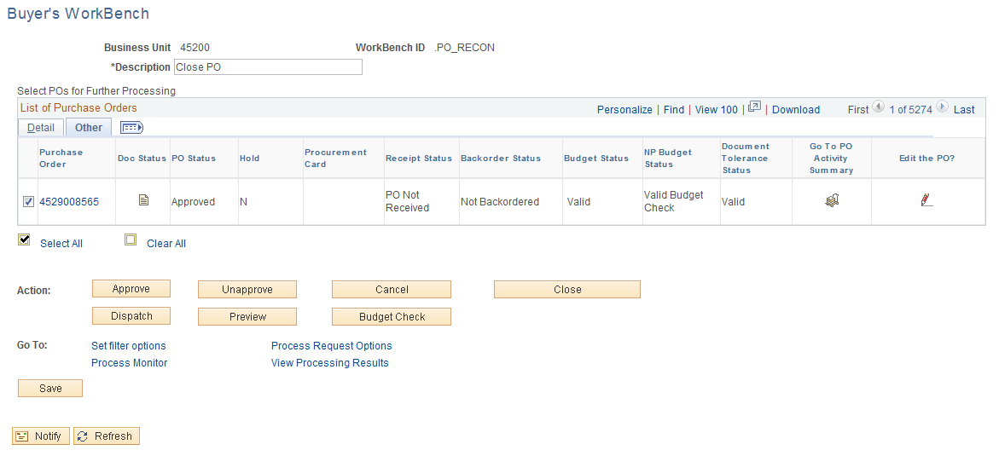 Buyer's WorkBench
Business Unit 45200 WorkBench ID .PO_RECON
*Description Close PO
Select POs for Further Processing
List of Purchase Orders Personalize | Find | View 100 | | Download First 1 of 5274 Last
Detail Other
Purchase Order Doc Status PO Status Hold Procurement Card Receipt Status Backorder Status Budget Status NP Budget Status Document Tolerance Status Go To PO Activity Summary Edit the PO?
4529008565 Approved N PO Not Received Not Backordered Valid Valid Budget Check Valid
Select All Clear All
Action: Approve Unapprove Cancel Close
Dispatch Preview Budget Check
Go To: Set filter options Process Request Options
Process Monitor View Processing Results
Save
Notify Refresh